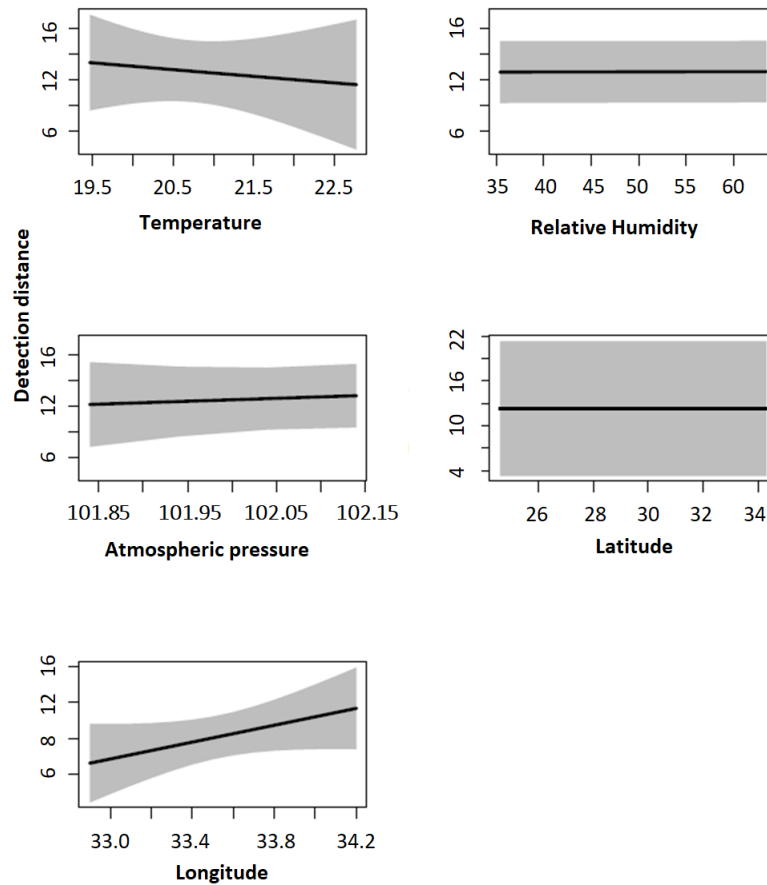 16
12
6
19.5 20.5 21.5 22.5
Temperature
16
12
6
35 40 45 50 55 60
Relative Humidity
Detection distance
16
12
6
101.85 101.95 102.05 102.15
Atmospheric pressure
22
16
10
4
26 28 30 32 34
Latitude
16
12
8
6
33.0 33.4 33.8 34.2
Longitude